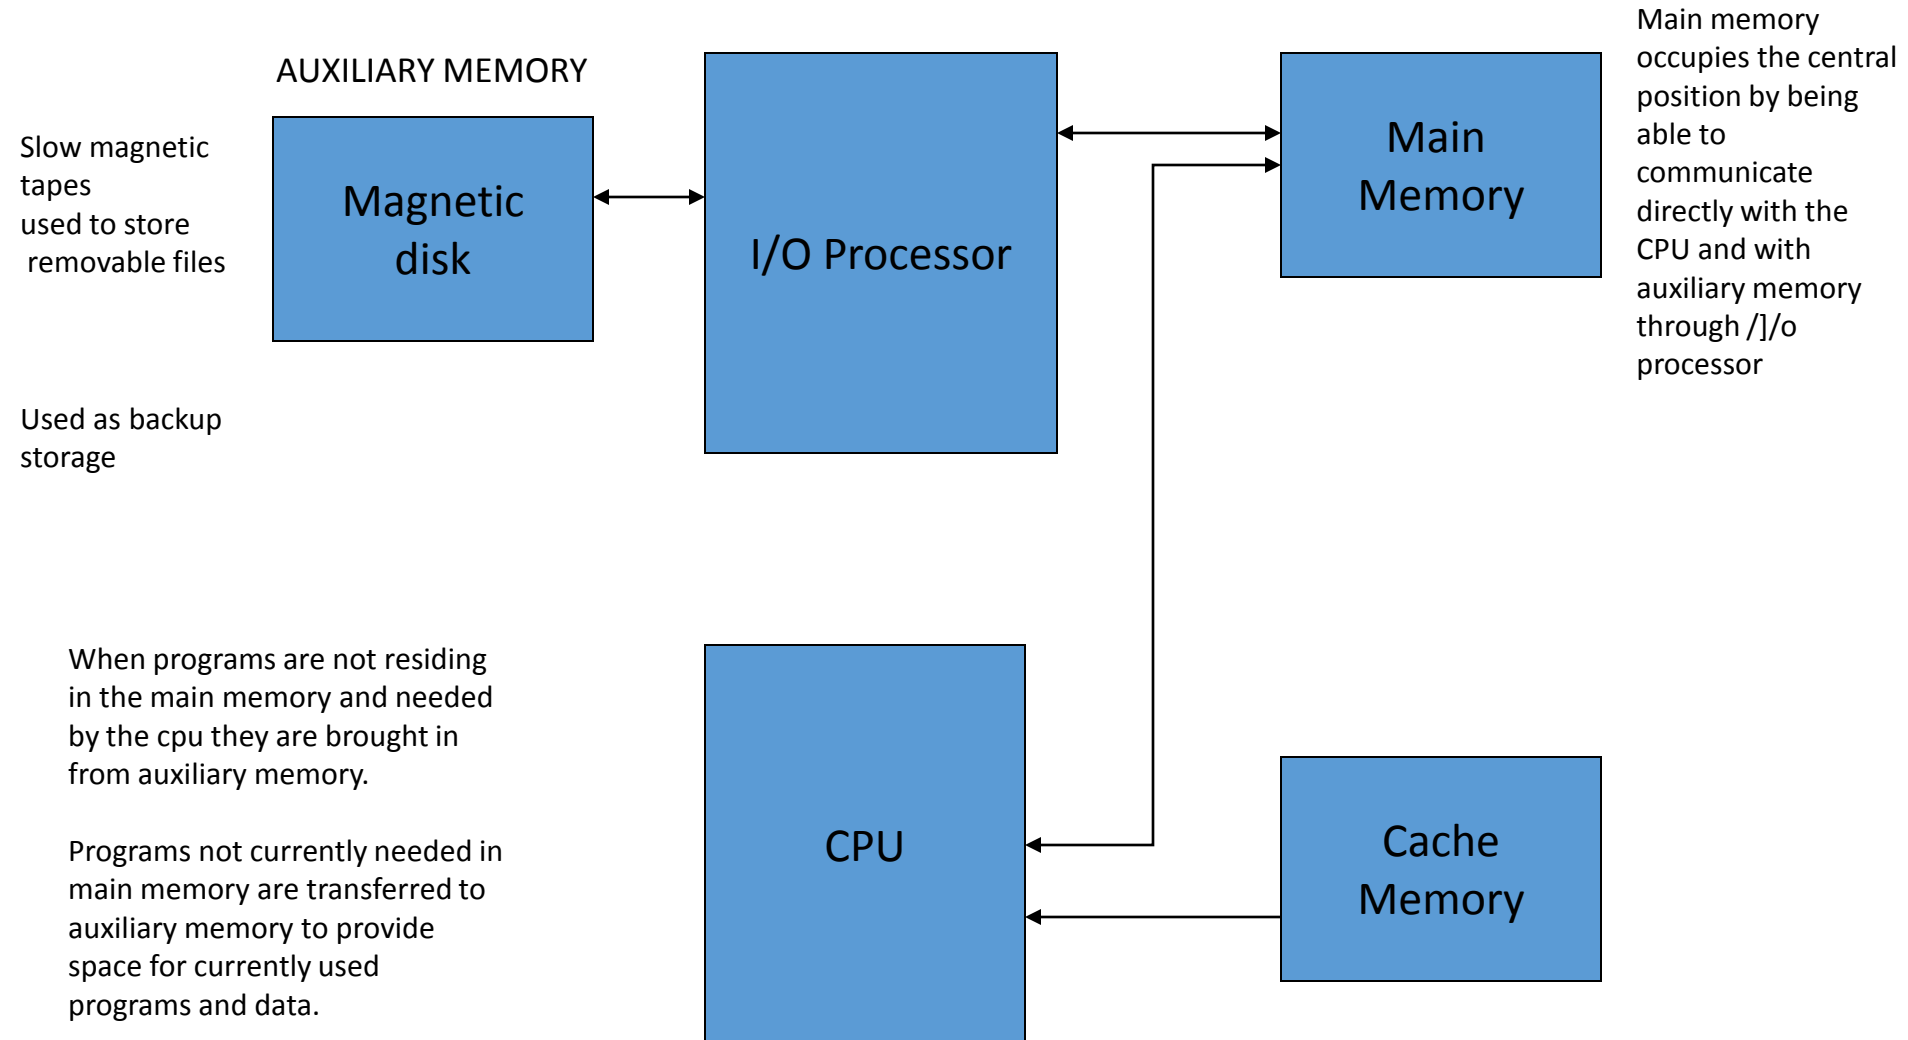 AUXILIARY MEMORY
Slow magnetic
tapes
used to store
removable files
Used as backup
storage
Magnetic
disk
I/O Processor
Main
Memory
Main memory
occupies the central
position by being
able to
communicate
directly with the
CPU and with
auxiliary memory
through /]/o
processor
When programs are not residing
in the main memory and needed
by the cpu they are brought in
from auxiliary memory.
Programs not currently needed in
main memory are transferred to
auxiliary memory to provide
space for currently used
programs and data.
CPU
Cache
Memory